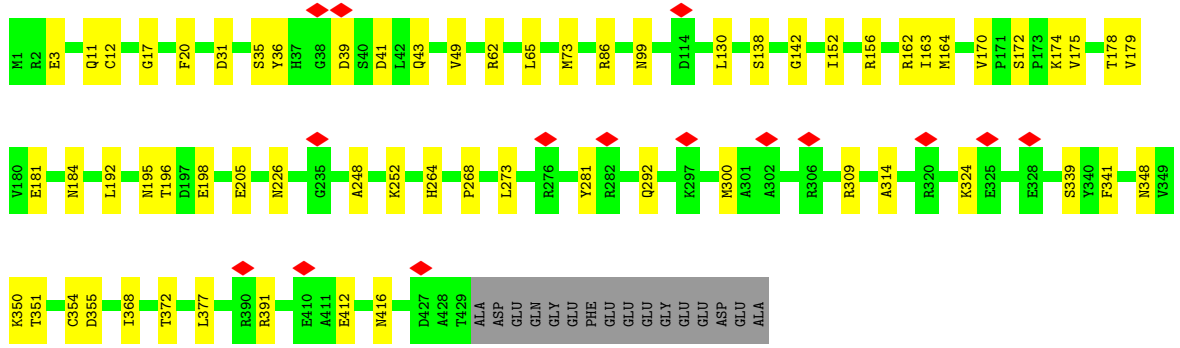 M1 R2 E3 Q11 C12 G17 F20 D31 S35 Y36 H37 G38 D39 S40 D41 L42 Q43 V49 R62 L65 M73 R86 N99 D114 L130 S138 G142 I152 R156 R162 I163 M164 V170 P171 S172 P173 K174 V175 T178 V179
V180 E181 N184 L192 N195 T196 D197 E198 E205 N226 G235 A248 K252 H264 P268 L273 R276 Y281 R282 Q292 K297 M300 A301 A302 R306 R309 A314 R320 K324 E325 E328 S339 Y340 F341 N348 V349
K350 T351 C354 D355 I368 T372 L377 R390 R391 E410 A411 E412 N416 D427 A428 T429 ALA ASP GLU GLN GLY GLU PHE GLU GLU GLU GLY GLU GLU ASP GLU ALA